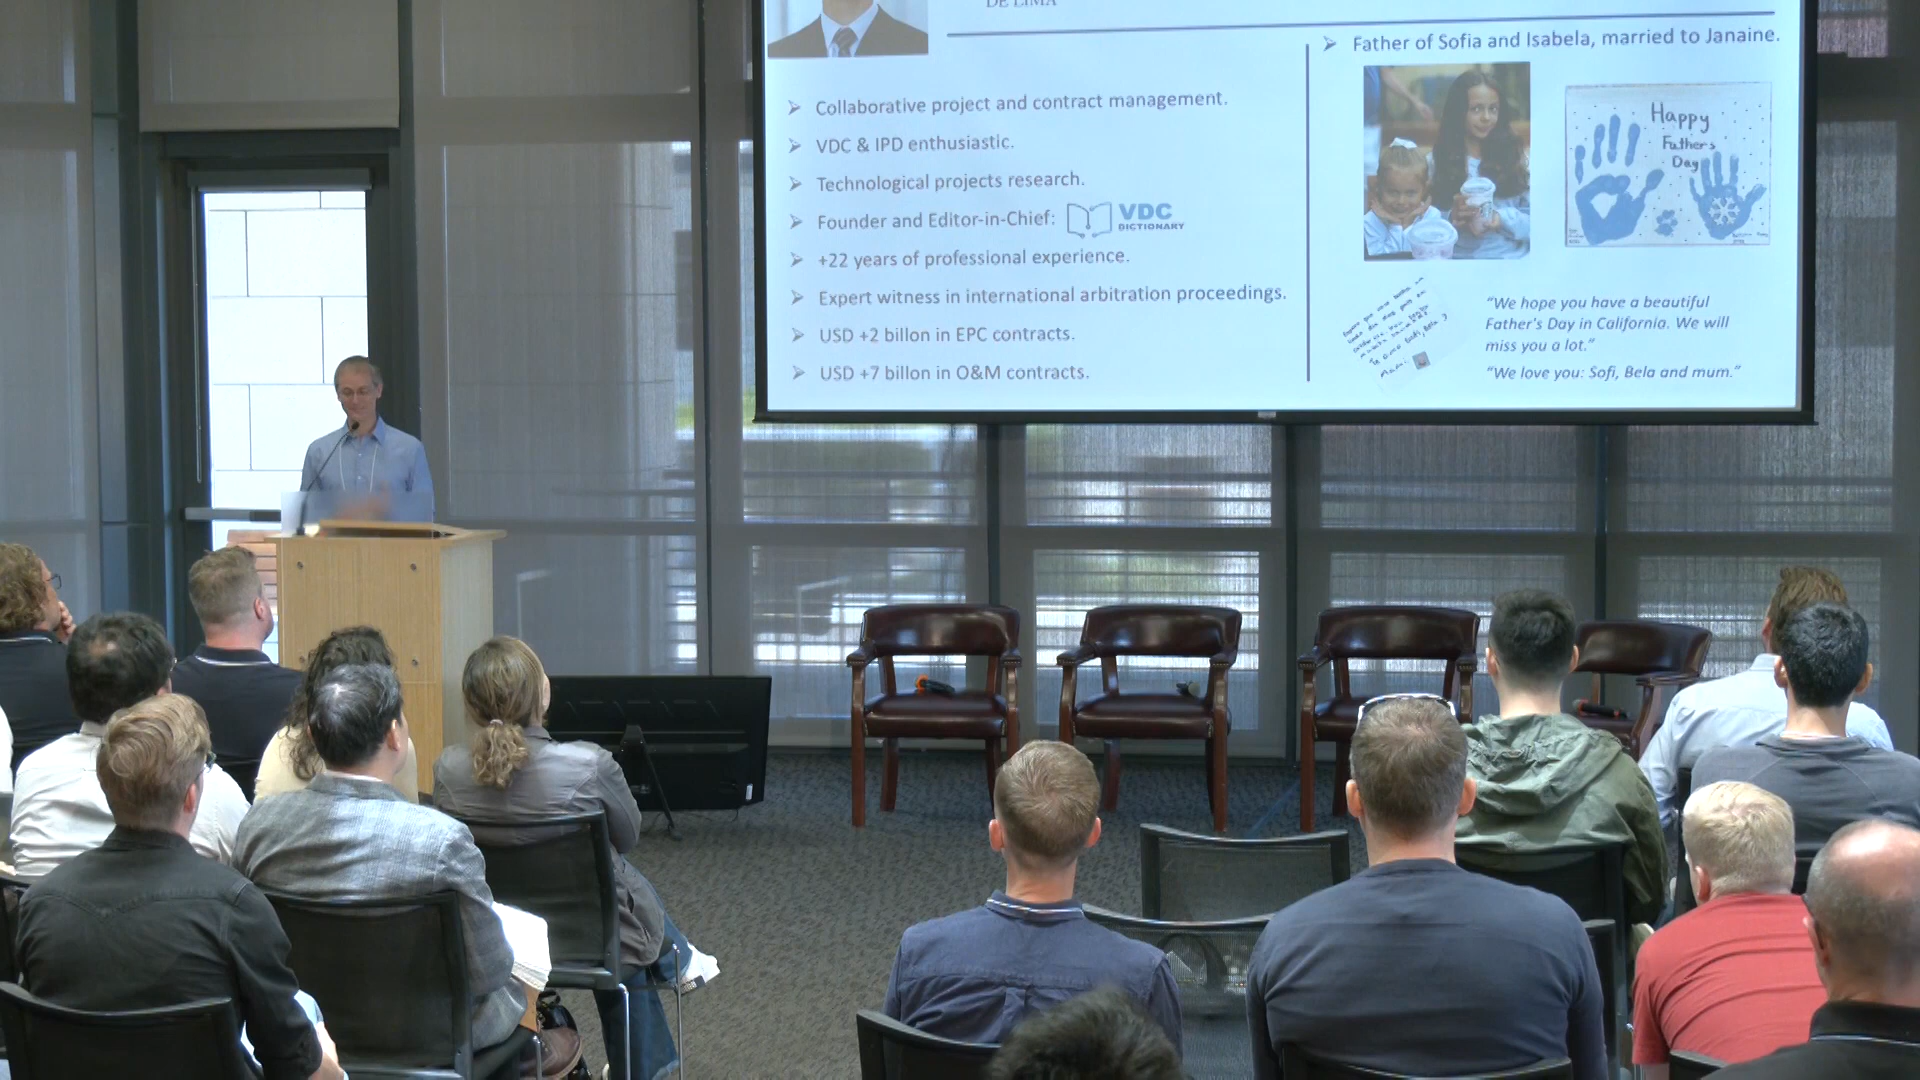 DE LIMA
➢ Collaborative project and contract management.
➢ VDC & IPD enthusiastic.
➢ Technological projects research.
➢ Founder and Editor-in-Chief: VDC DICTIONARY
➢ +22 years of professional experience.
➢ Expert witness in international arbitration proceedings.
➢ USD +2 billon in EPC contracts.
➢ USD +7 billon in O&M contracts.
➢ Father of Sofia and Isabela, married to Janaine.
Happy
Father's
Day
“We hope you have a beautiful
Father's Day in California. We will
miss you a lot.”
“We love you: Sofi, Bela and mum.”